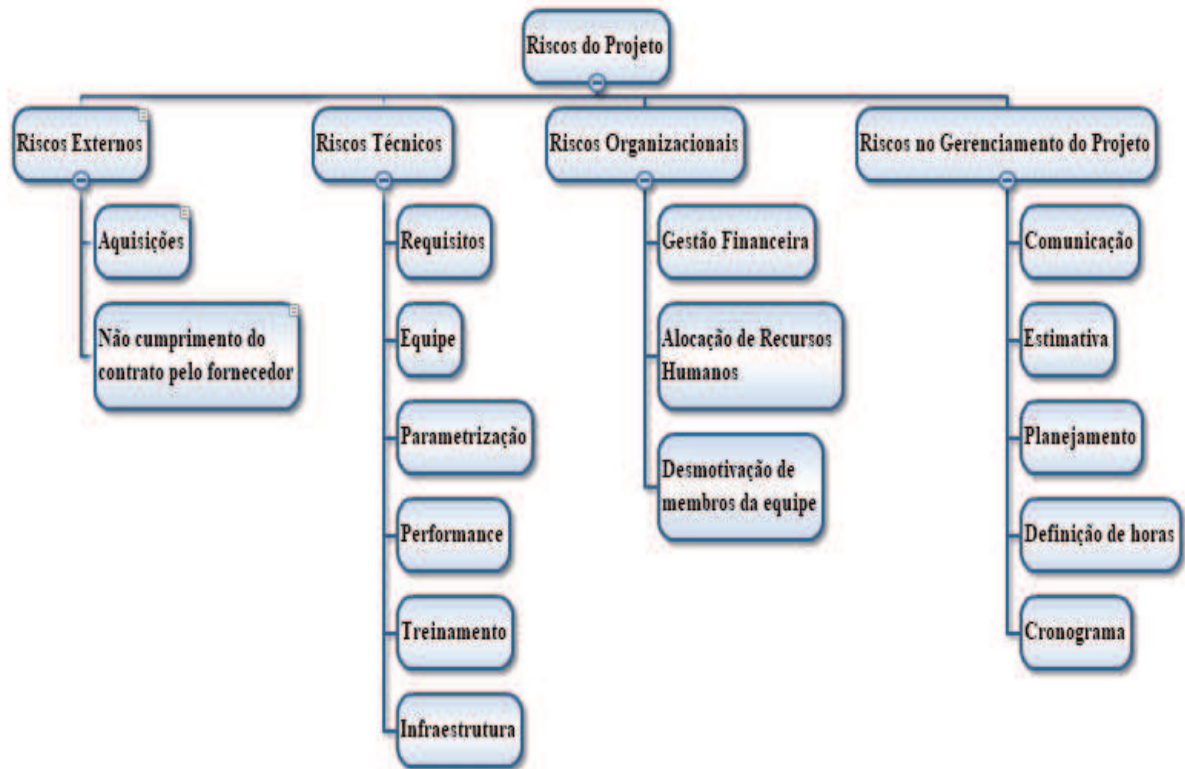 Riscos do Projeto
Riscos Externos
Aquisições
Não cumprimento do
contrato pelo fornecedor
Riscos Técnicos
Requisitos
Equipe
Parametrização
Performance
Treinamento
Infraestrutura
Riscos Organizacionais
Gestão Financeira
Alocação de Recursos
Humanos
Desmotivação de
membros da equipe
Riscos no Gerenciamento do Projeto
Comunicação
Estimativa
Planejamento
Definição de horas
Cronograma